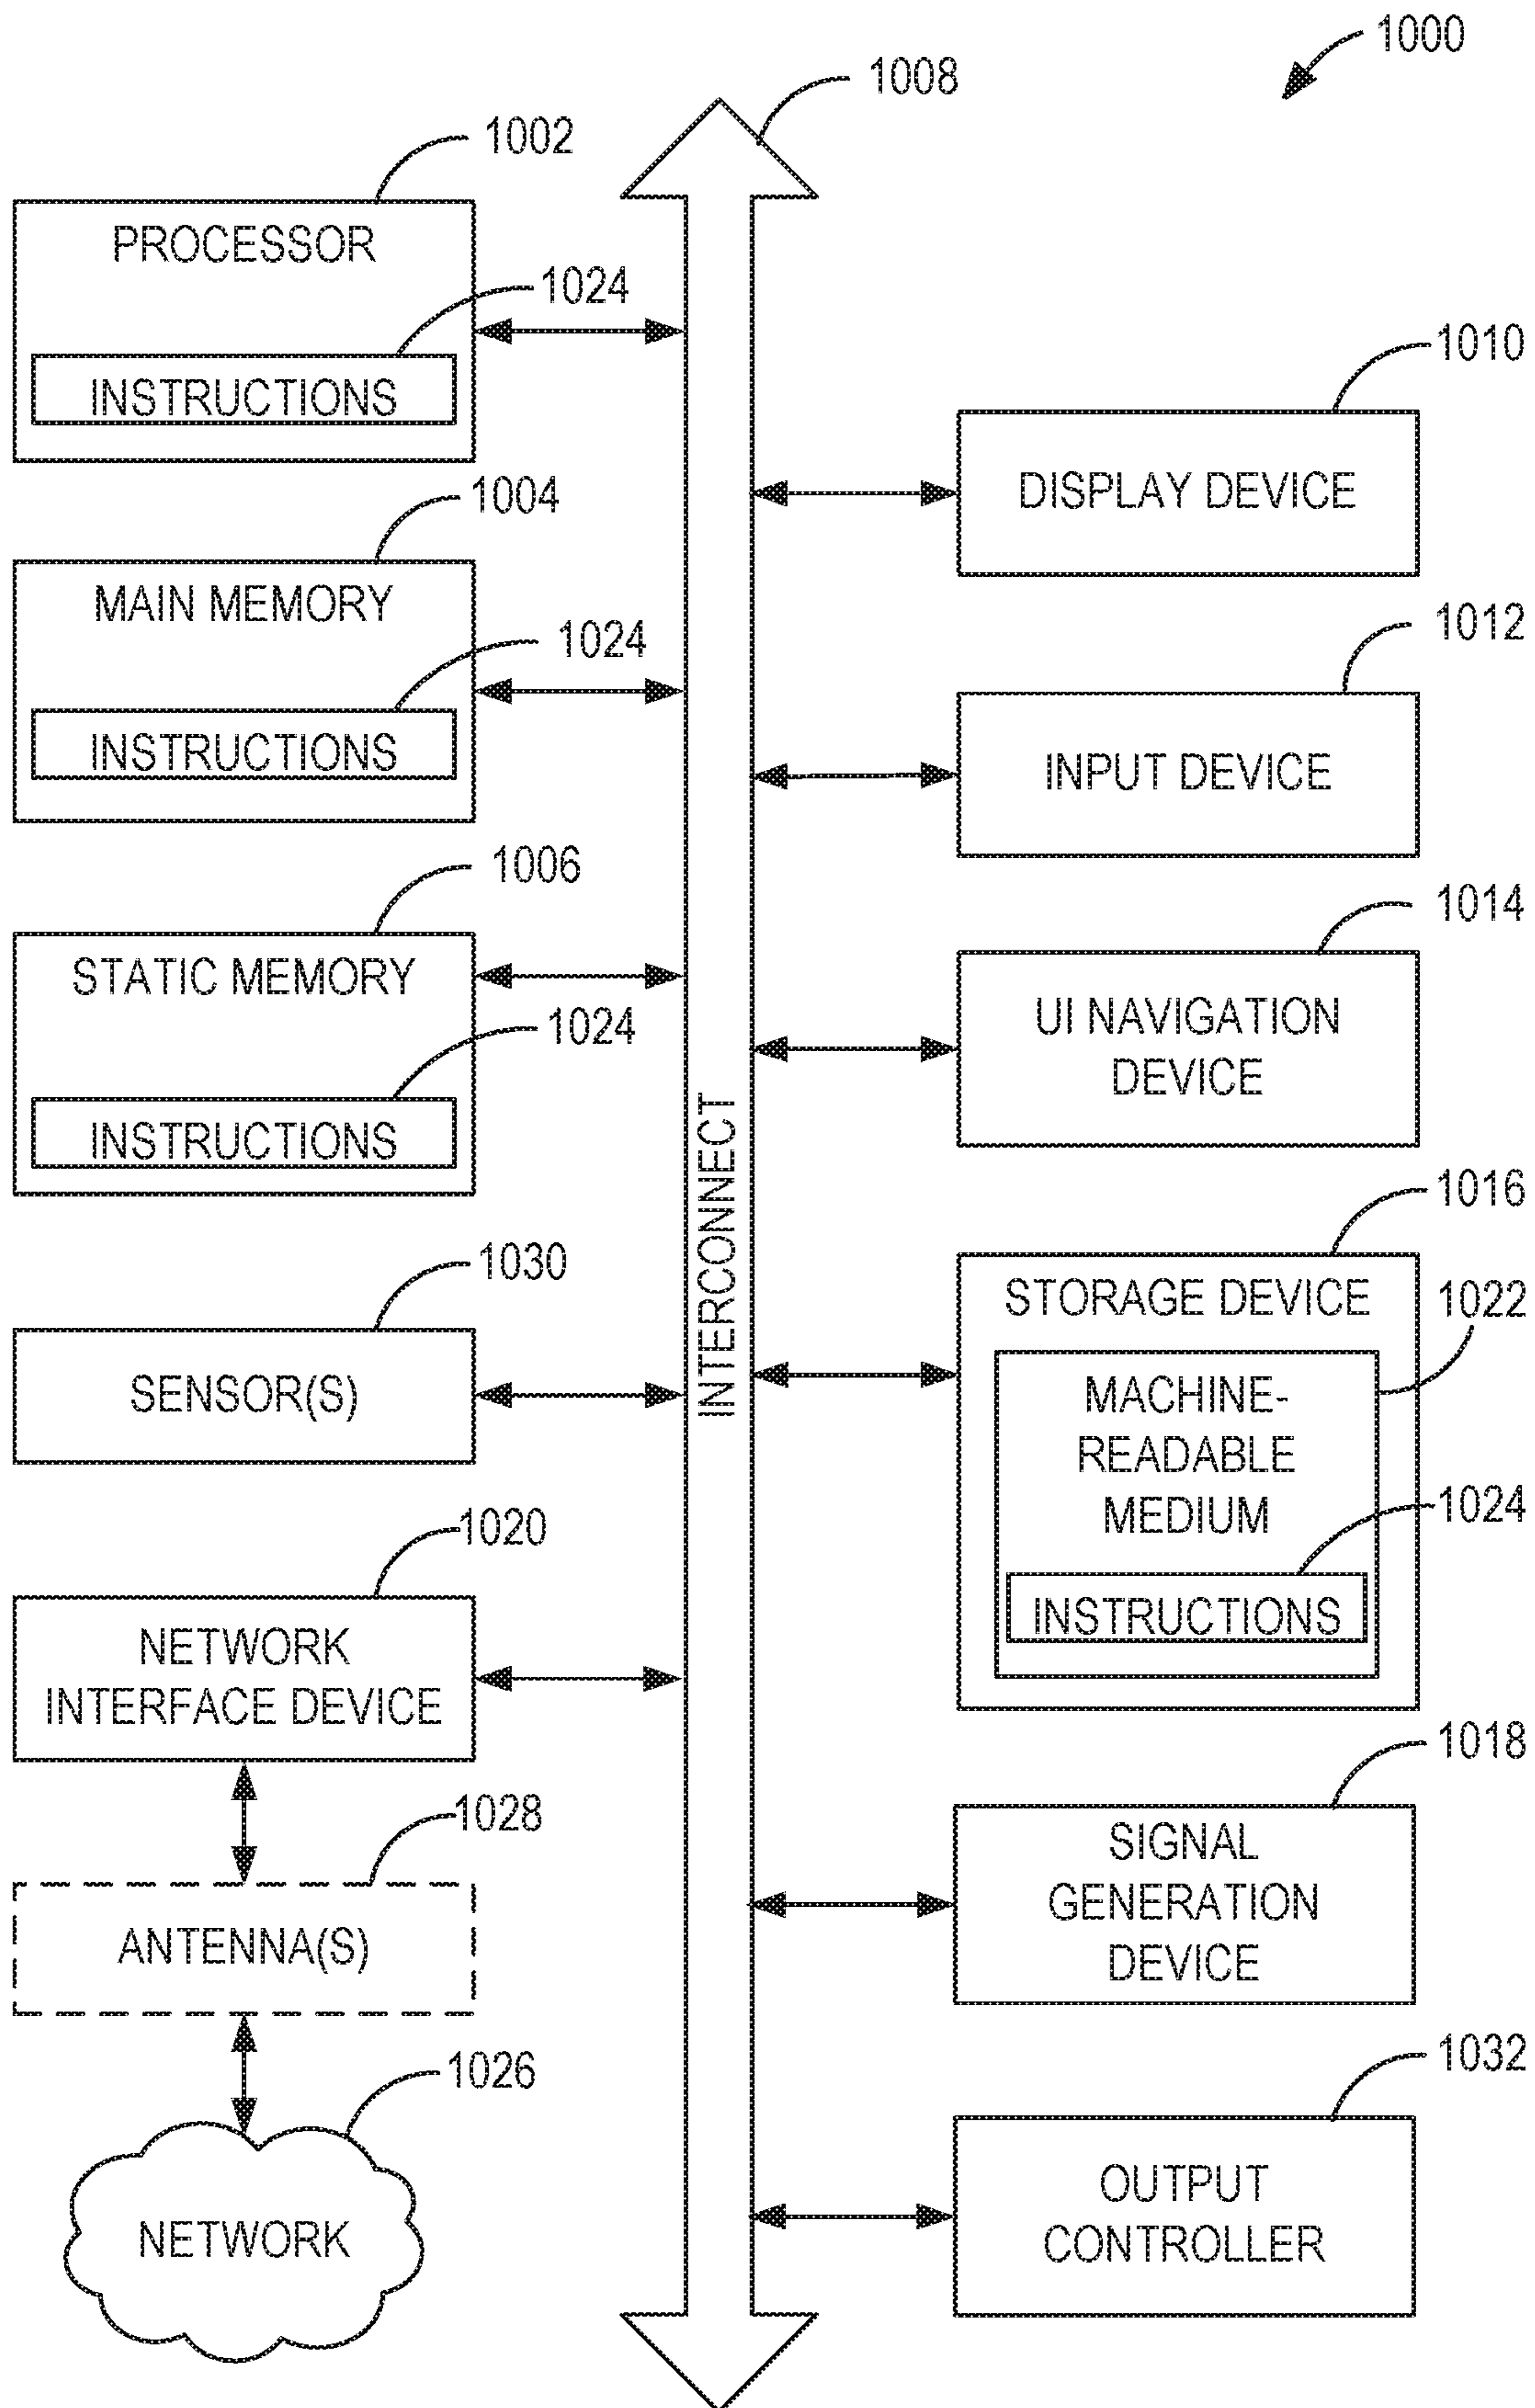 1000
1008
1002
PROCESSOR
1024
INSTRUCTIONS
1004
MAIN MEMORY
1024
INSTRUCTIONS
1006
STATIC MEMORY
1024
INSTRUCTIONS
1030
SENSOR(S)
1020
NETWORK
INTERFACE DEVICE
1028
ANTENNA(S)
1026
NETWORK
INTERCONNECT
1010
DISPLAY DEVICE
1012
INPUT DEVICE
1014
UI NAVIGATION
DEVICE
1016
STORAGE DEVICE
1022
MACHINE-
READABLE
MEDIUM
1024
INSTRUCTIONS
1018
SIGNAL
GENERATION
DEVICE
1032
OUTPUT
CONTROLLER